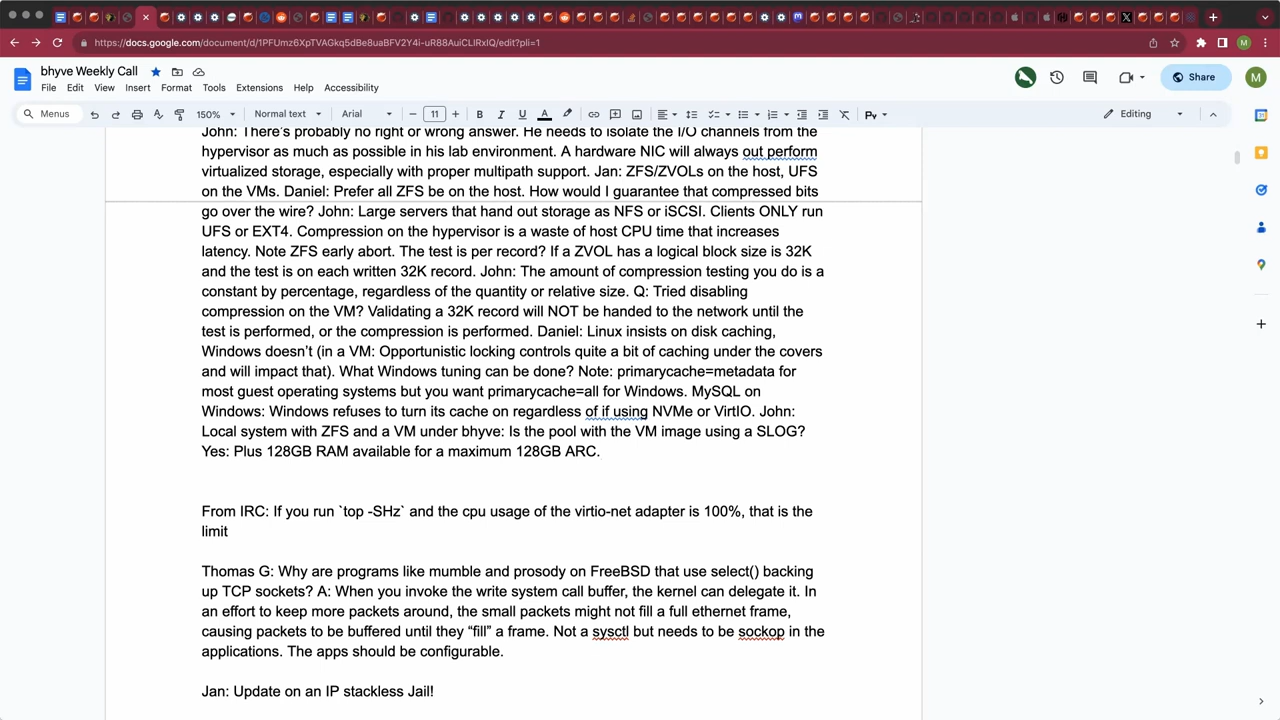 https://docs.google.com/document/d/1PFUmz6XpTVAGkq5dBe8uaBFV2Y4i-uR88AuiCLIRxIQ/edit?pli=1
M
bhyve Weekly Call
File Edit View Insert Format Tools Extensions Help Accessibility
Share
M
Menus
150%
Normal text
Arial
11
B I U A
Editing
John: There's probably no right or wrong answer. He needs to isolate the I/O channels from the
hypervisor as much as possible in his lab environment. A hardware NIC will always out perform
virtualized storage, especially with proper multipath support. Jan: ZFS/ZVOLs on the host, UFS
on the VMs. Daniel: Prefer all ZFS be on the host. How would I guarantee that compressed bits
go over the wire? John: Large servers that hand out storage as NFS or iSCSI. Clients ONLY run
UFS or EXT4. Compression on the hypervisor is a waste of host CPU time that increases
latency. Note ZFS early abort. The test is per record? If a ZVOL has a logical block size is 32K
and the test is on each written 32K record. John: The amount of compression testing you do is a
constant by percentage, regardless of the quantity or relative size. Q: Tried disabling
compression on the VM? Validating a 32K record will NOT be handed to the network until the
test is performed, or the compression is performed. Daniel: Linux insists on disk caching,
Windows doesn't (in a VM: Opportunistic locking controls quite a bit of caching under the covers
and will impact that). What Windows tuning can be done? Note: primarycache=metadata for
most guest operating systems but you want primarycache=all for Windows. MySQL on
Windows: Windows refuses to turn its cache on regardless of if using NVMe or VirtIO. John:
Local system with ZFS and a VM under bhyve: Is the pool with the VM image using a SLOG?
Yes: Plus 128GB RAM available for a maximum 128GB ARC.
From IRC: If you run `top -SHz` and the cpu usage of the virtio-net adapter is 100%, that is the
limit
Thomas G: Why are programs like mumble and prosody on FreeBSD that use select() backing
up TCP sockets? A: When you invoke the write system call buffer, the kernel can delegate it. In
an effort to keep more packets around, the small packets might not fill a full ethernet frame,
causing packets to be buffered until they “fill” a frame. Not a sysctl but needs to be sockop in the
applications. The apps should be configurable.
Jan: Update on an IP stackless Jail!